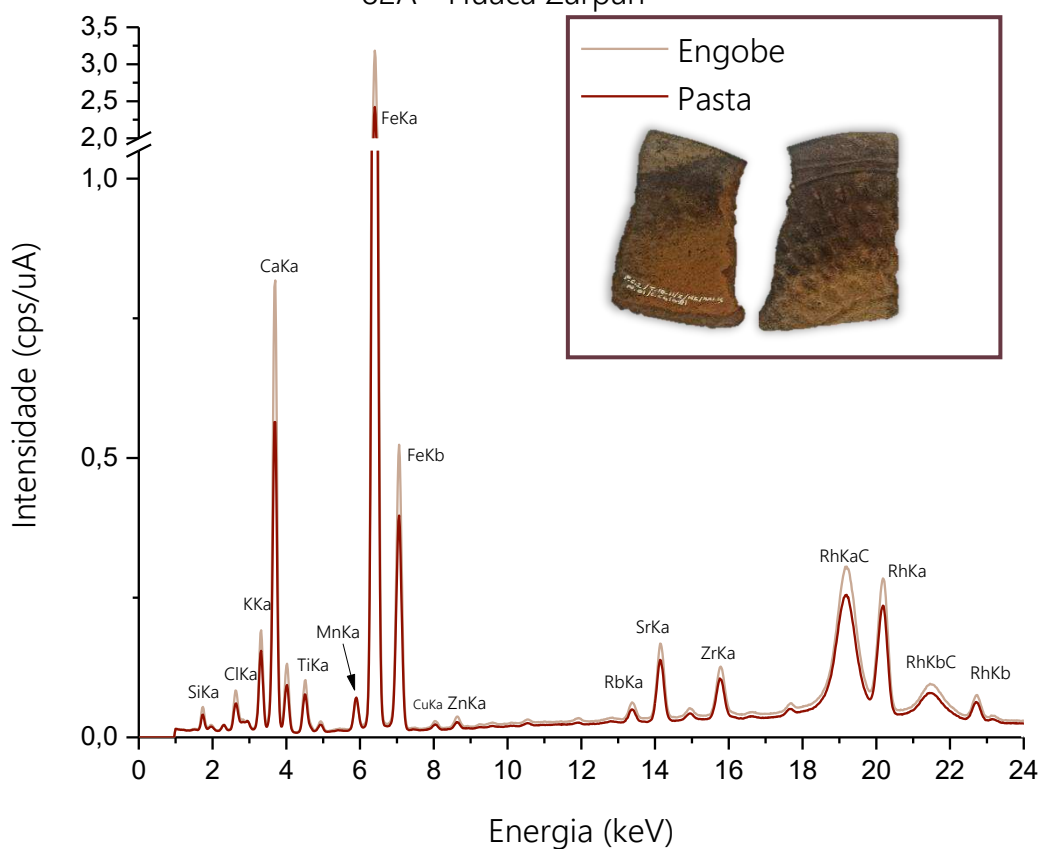 Engobe
Pasta
Intensidade (cps/uA)
3,5
3,0
2,5
2,0
1,0
0,5
0,0
SiKa
ClKa
KKa
CaKa
TiKa
MnKa
FeKa
FeKb
CuKa
ZnKa
RbKa
SrKa
ZrKa
RhKaC
RhKa
RhKbC
RhKb
0 2 4 6 8 10 12 14 16 18 20 22 24
Energia (keV)